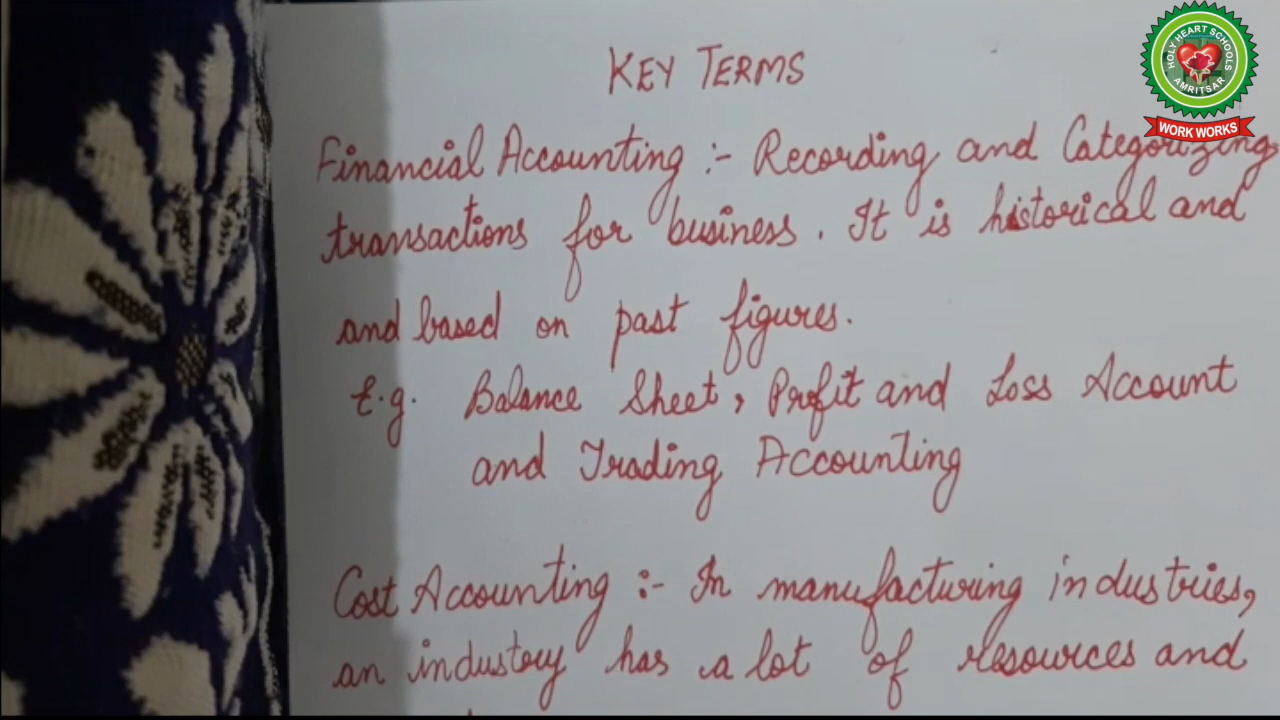 KEY TERMS
Financial Accounting :- Recording and Categorizing
transactions for business. It is historical and
and based on past figures.
E.g. Balance Sheet, Profit and Loss Account
and Trading Accounting
Cost Accounting :- In manufacturing industries,
an industory has a lot of resources and
HOLY HEART SCHOOLS
AMRITSAR
WORK WORKS